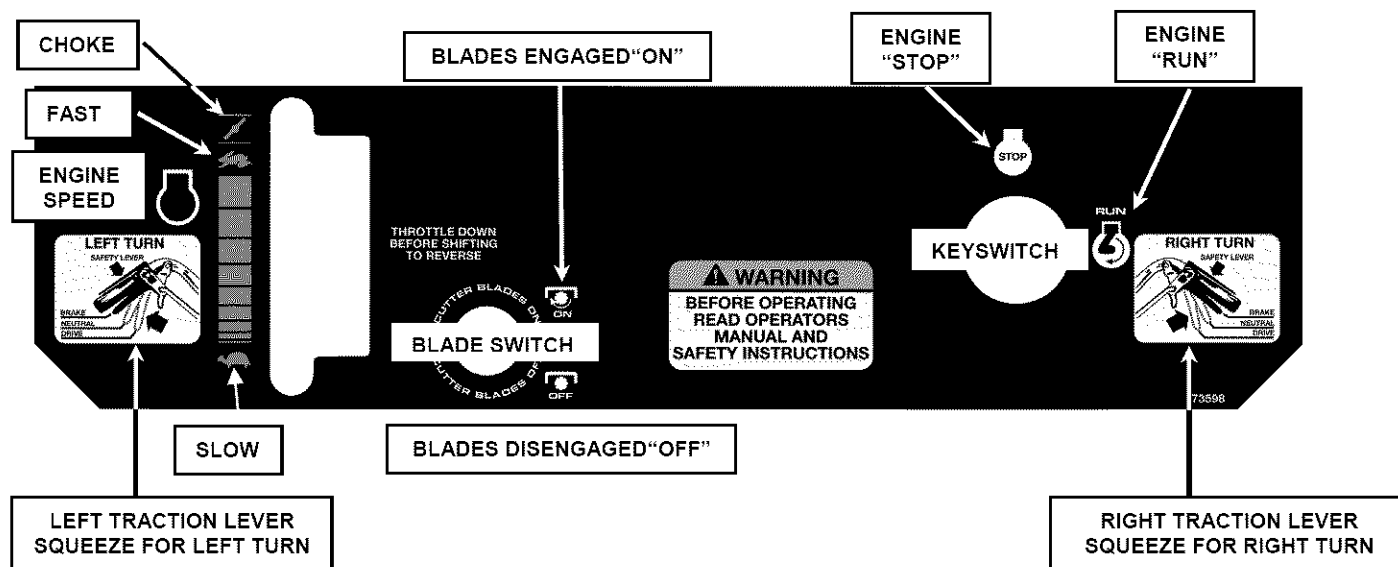 CHOKE
BLADES ENGAGED“ON”
ENGINE
“STOP”
ENGINE
“RUN”
FAST
ENGINE
SPEED
STOP
RUN
LEFT TURN
SAFETY LEVER
BRAKE
NEUTRAL
DRIVE
THROTTLE DOWN
BEFORE SHIFTING
TO REVERSE
CUTTER BLADES ON
ON
BLADE SWITCH
CUTTER BLADES OF
OFF
WARNING
BEFORE OPERATING
READ OPERATORS
MANUAL AND
SAFETY INSTRUCTIONS
KEYSWITCH
RIGHT TURN
SAFETY LEVER
BRAKE
NEUTRAL
DRIVE
73598
SLOW
BLADES DISENGAGED“OFF”
LEFT TRACTION LEVER
SQUEEZE FOR LEFT TURN
RIGHT TRACTION LEVER
SQUEEZE FOR RIGHT TURN